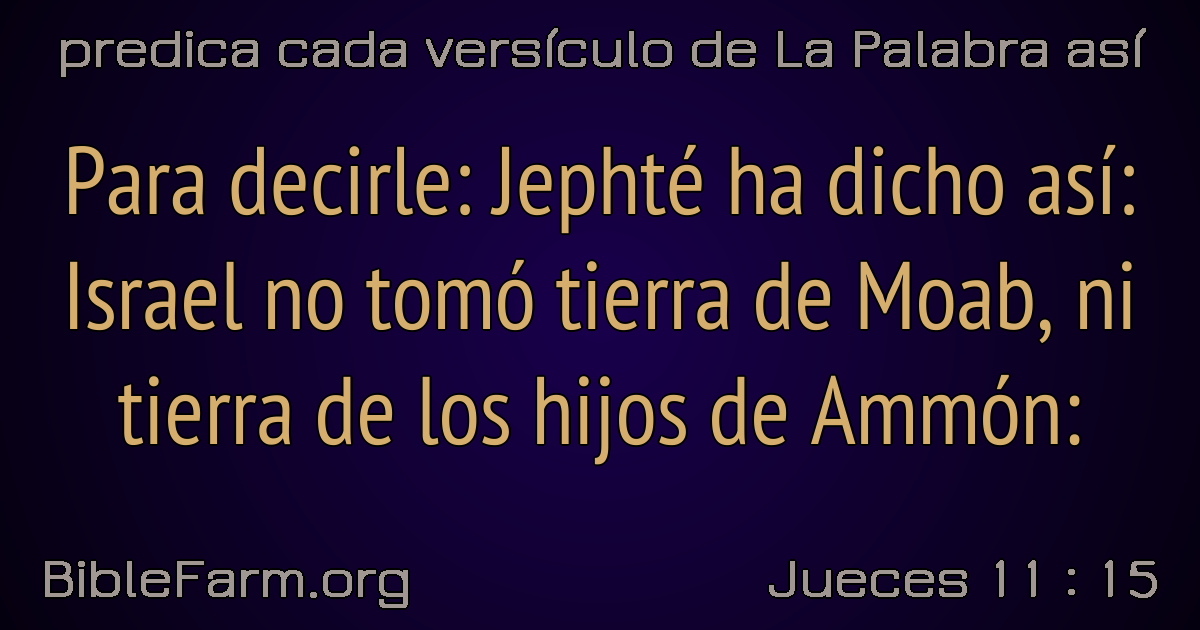 predica cada versículo de La Palabra así
Para decirle: Jephté ha dicho así:
Israel no tomó tierra de Moab, ni
tierra de los hijos de Ammón:
BibleFarm.org
Jueces 11 : 15